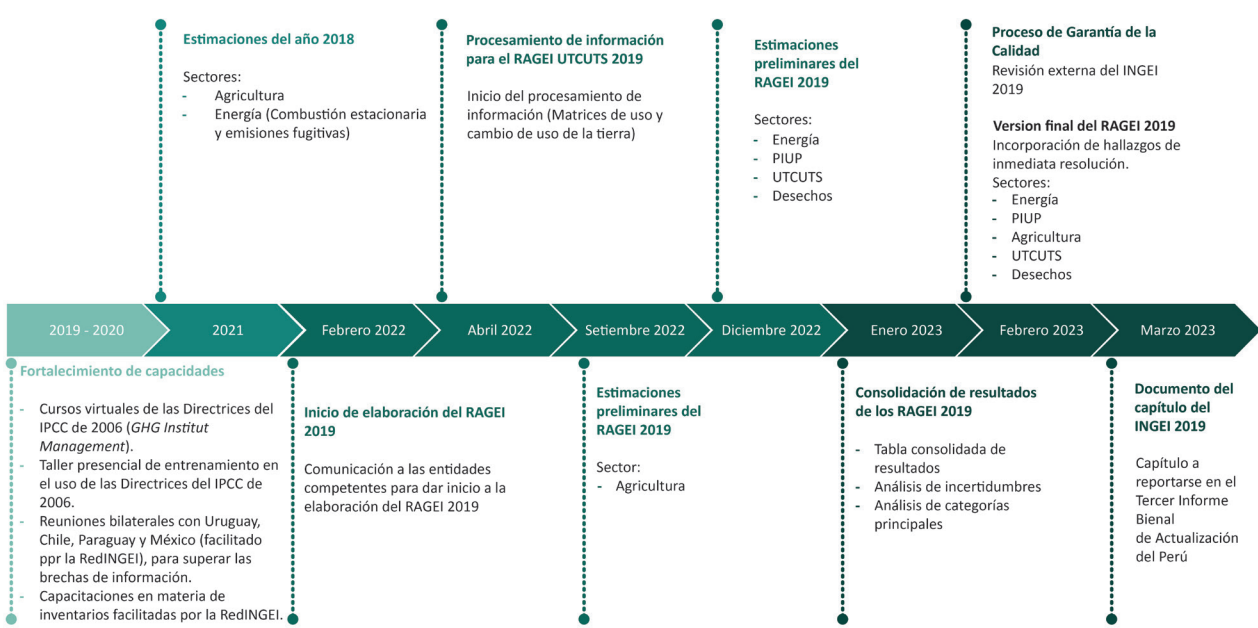 Estimaciones del año 2018
Sectores:
- Agricultura
- Energía (Combustión estacionaria
y emisiones fugitivas)
Procesamiento de información
para el RAGEI UTCUTS 2019
Inicio del procesamiento de
información (Matrices de uso y
cambio de uso de la tierra)
Estimaciones
preliminares del
RAGEI 2019
Sectores:
- Energía
- PIUP
- UTCUTS
- Desechos
Proceso de Garantía de la
Calidad
Revisión externa del INGEI
2019
Version final del RAGEI 2019
Incorporación de hallazgos de
inmediata resolución.
Sectores:
- Energía
- PIUP
- Agricultura
- UTCUTS
- Desechos
2019 - 2020
2021
Febrero 2022
Abril 2022
Setiembre 2022
Diciembre 2022
Enero 2023
Febrero 2023
Marzo 2023
Fortalecimiento de capacidades
- Cursos virtuales de las Directrices del
IPCC de 2006 (GHG Institut
Management).
- Taller presencial de entrenamiento en
el uso de las Directrices del IPCC de
2006.
- Reuniones bilaterales con Uruguay,
Chile, Paraguay y México (facilitado
ppr la RedINGEI), para superar las
brechas de información.
- Capacitaciones en materia de
inventarios facilitadas por la RedINGEI.
Inicio de elaboración del RAGEI
2019
Comunicación a las entidades
competentes para dar inicio a la
elaboración del RAGEI 2019
Estimaciones
preliminares del
RAGEI 2019
Sector:
- Agricultura
Consolidación de resultados
de los RAGEI 2019
- Tabla consolidada de
resultados
- Análisis de incertidumbres
- Análisis de categorías
principales
Documento del
capítulo del
INGEI 2019
Capítulo a
reportarse en el
Tercer Informe
Bienal
de Actualización
del Perú